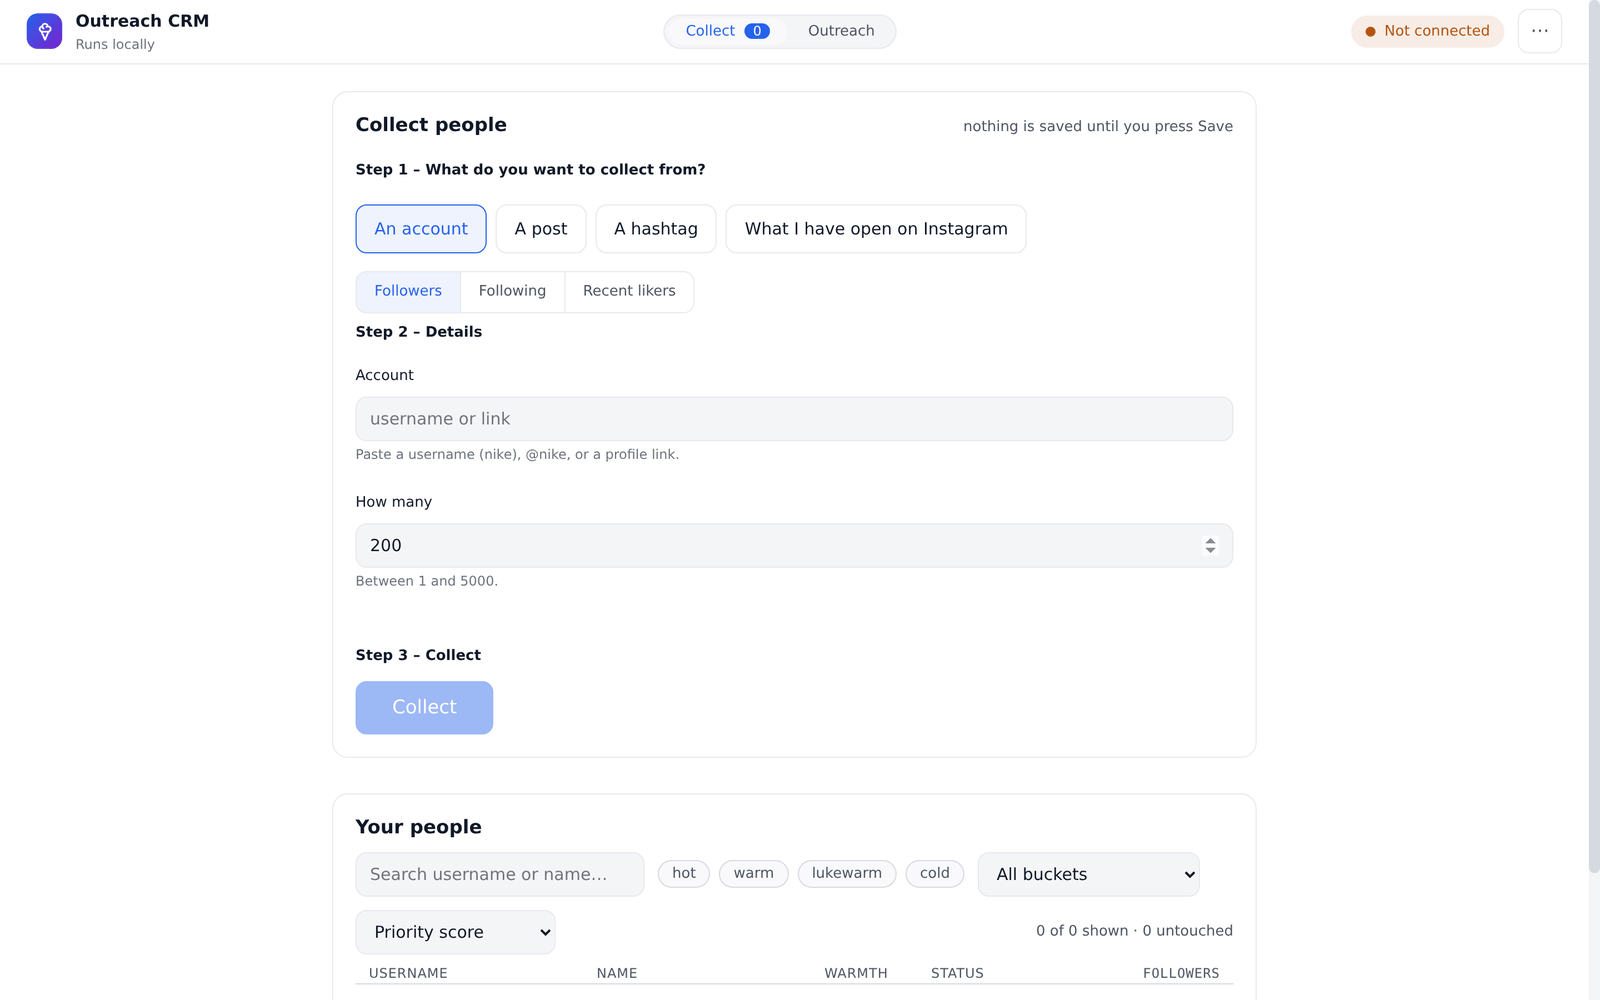 Outreach CRM
Runs locally
Collect 0
Outreach
Not connected
...
Collect people
nothing is saved until you press Save
Step 1 – What do you want to collect from?
An account
A post
A hashtag
What I have open on Instagram
Followers
Following
Recent likers
Step 2 – Details
Account
username or link
Paste a username (nike), @nike, or a profile link.
How many
200
Between 1 and 5000.
Step 3 – Collect
Collect
Your people
Search username or name...
hot
warm
lukewarm
cold
All buckets
Priority score
0 of 0 shown · 0 untouched
USERNAME NAME WARMTH STATUS FOLLOWERS